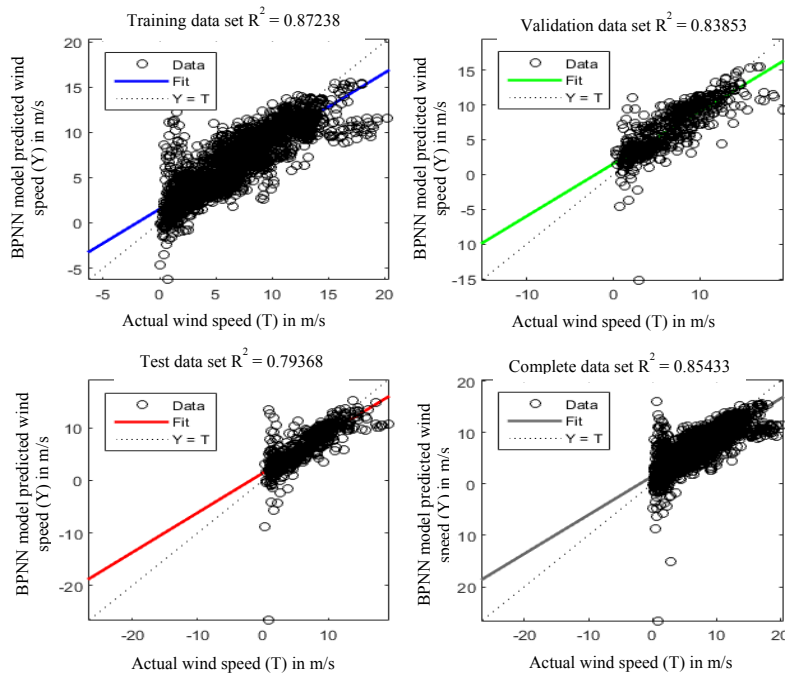 Training data set R² = 0.87238
20
15
10
5
0
-5
Data
Fit
Y = T
BPNN model predicted wind
speed (Y) in m/s
-5
0
5
10
15
20
Actual wind speed (T) in m/s
Validation data set R² = 0.83853
15
10
5
0
-5
10
-15
Data
Fit
Y = T
BPNN model predicted wind
speed (Y) in m/s
-10
0
10
Actual wind speed (T) in m/s
Test data set R² = 0.79368
10
0
-10
-20
Data
Fit
Y = T
BPNN model predicted wind
speed (Y) in m/s
-20
-10
0
10
Actual wind speed (T) in m/s
Complete data set R² = 0.85433
20
10
0
10
20
Data
Fit
Y = T
BPNN model predicted wind
speed (Y) in m/s
-20
-10
0
10
20
Actual wind speed (T) in m/s